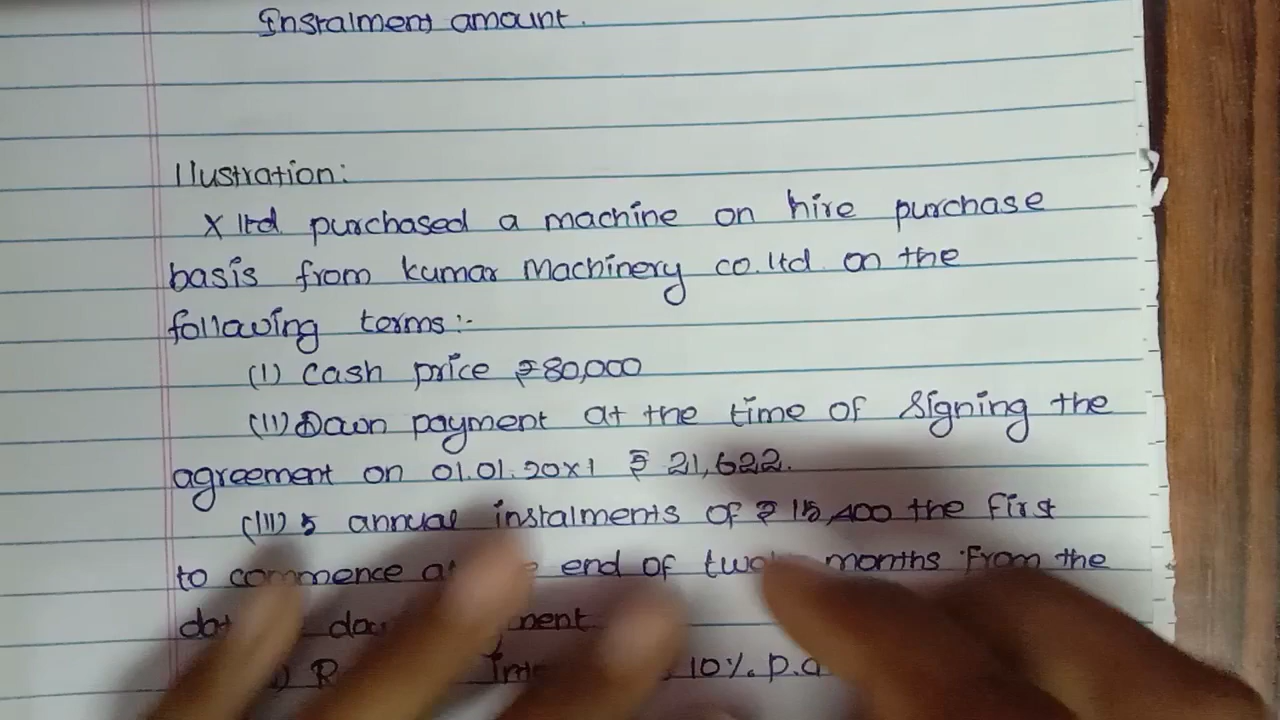 Instalment amount.
Illustration:
X ltd purchased a machine on hire purchase
basis from kumar Machinery co.ltd on the
following terms:-
(I) Cash price ₹80,000
(II) Down payment at the time of Signing the
agreement on 01.01.20x1 ₹ 21,622.
(III) 5 annual instalments of ₹ 15,400 the first
to commence end of months from the
10% p.a